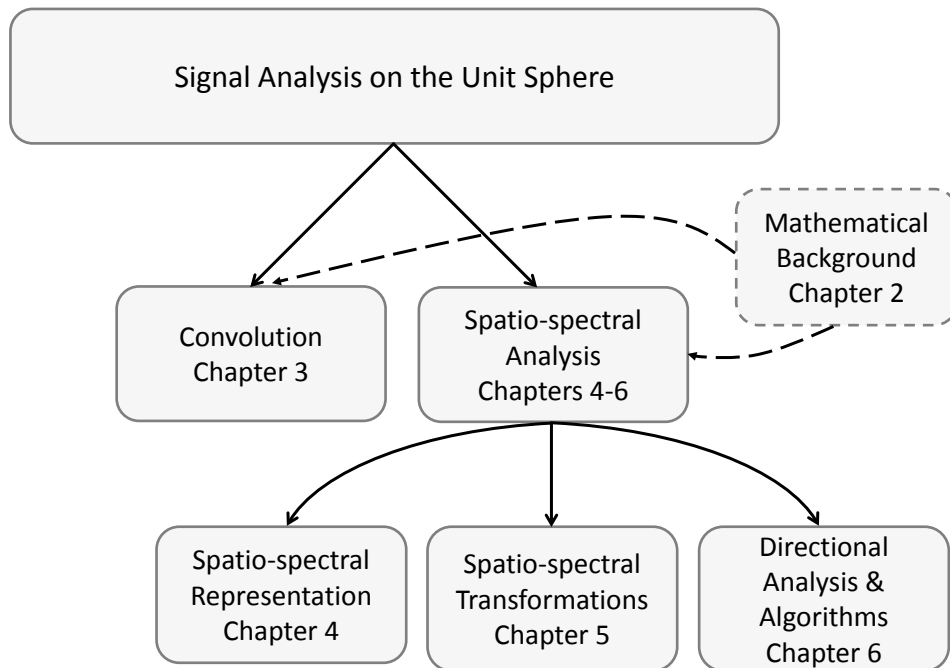 Signal Analysis on the Unit Sphere
Mathematical
Background
Chapter 2
Convolution
Chapter 3
Spatio-spectral
Analysis
Chapters 4-6
Spatio-spectral
Representation
Chapter 4
Spatio-spectral
Transformations
Chapter 5
Directional
Analysis &
Algorithms
Chapter 6